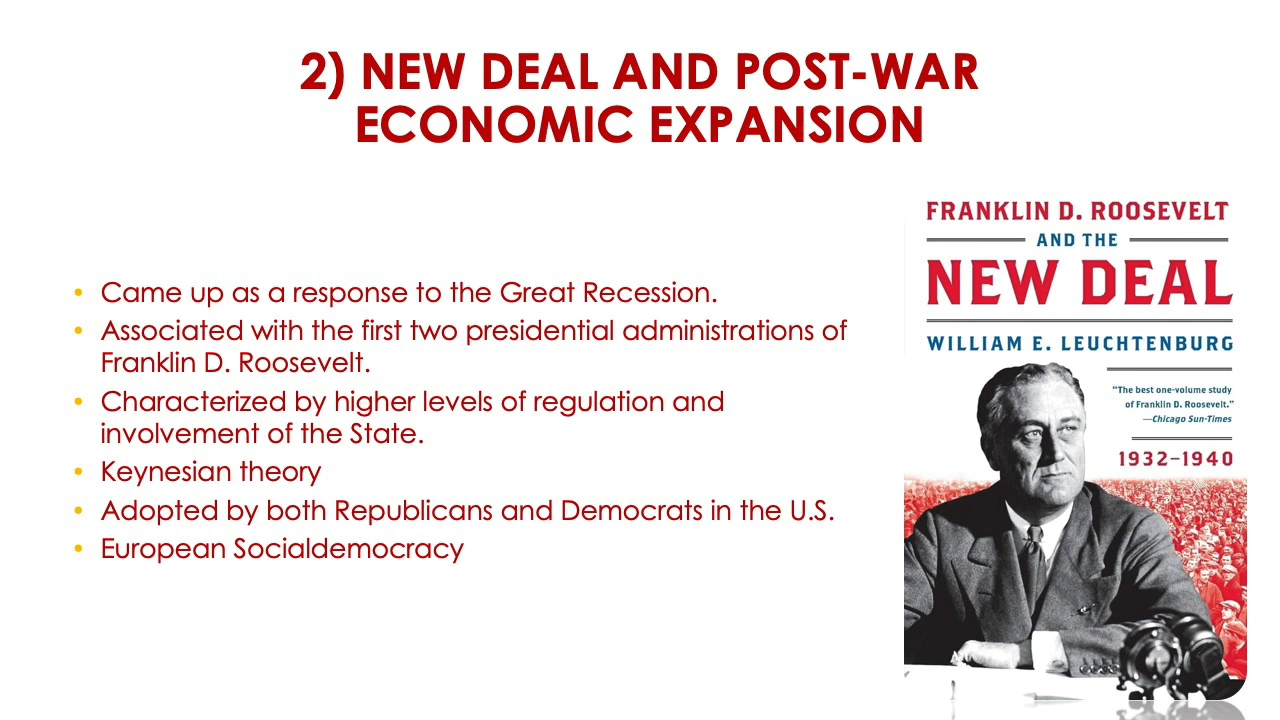 2) NEW DEAL AND POST-WAR
ECONOMIC EXPANSION
• Came up as a response to the Great Recession.
• Associated with the first two presidential administrations of
Franklin D. Roosevelt.
• Characterized by higher levels of regulation and
involvement of the State.
• Keynesian theory
• Adopted by both Republicans and Democrats in the U.S.
• European Socialdemocracy
FRANKLIN D. ROOSEVELT
AND THE
NEW DEAL
WILLIAM E. LEUCHTENBURG
"The best one-volume study
of Franklin D. Roosevelt."
—Chicago Sun-Times
1932–1940